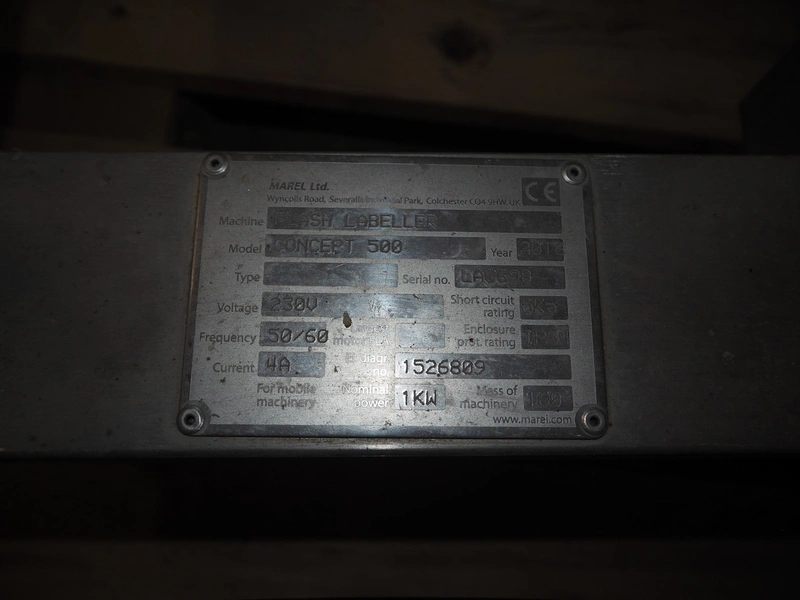 MAREL Ltd.
Wyncolls Road, Severalls Industrial Park, Colchester CO4 9HW, UK CE
Machine LABELLER
Model CONCEPT 500 Year
Type Serial no.
Voltage 230V Short circuit rating
Frequency 50/60 Enclosure prot. rating
Current 4A no. 1526809
For mobile machinery Nominal power 1KW Mass of machinery
www.marel.com